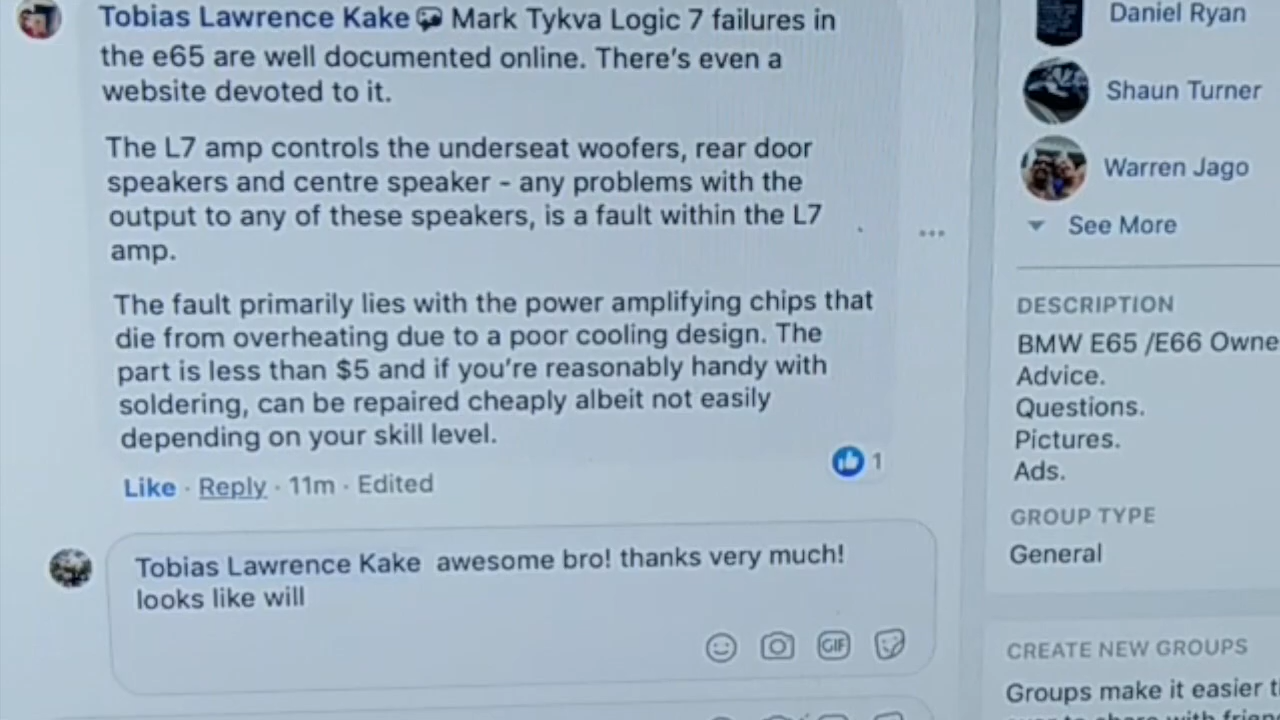 Tobias Lawrence Kake Mark Tykva Logic 7 failures in
the e65 are well documented online. There's even a
website devoted to it.
The L7 amp controls the underseat woofers, rear door
speakers and centre speaker - any problems with the
output to any of these speakers, is a fault within the L7
amp.
The fault primarily lies with the power amplifying chips that
die from overheating due to a poor cooling design. The
part is less than $5 and if you're reasonably handy with
soldering, can be repaired cheaply albeit not easily
depending on your skill level.
1
Like · Reply · 11m · Edited
Tobias Lawrence Kake awesome bro! thanks very much!
looks like will
GIF
Daniel Ryan
Shaun Turner
Warren Jago
See More
DESCRIPTION
BMW E65 /E66 Owne
Advice.
Questions.
Pictures.
Ads.
GROUP TYPE
General
CREATE NEW GROUPS
Groups make it easier t